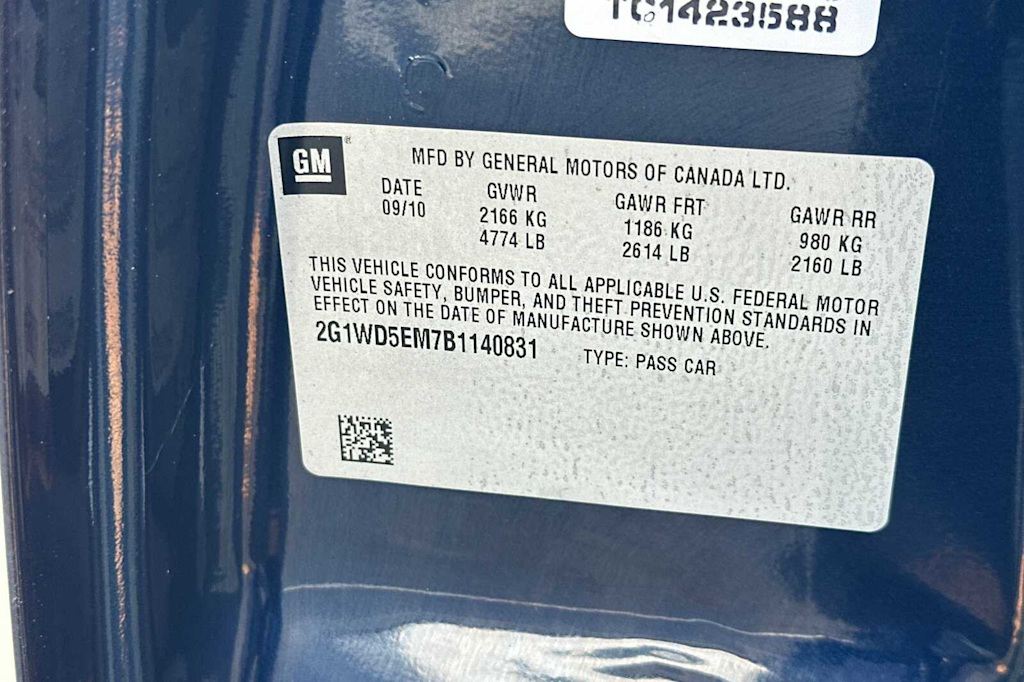 TC1423588
GM
MFD BY GENERAL MOTORS OF CANADA LTD.
DATE GVWR GAWR FRT GAWR RR
09/10 2166 KG 1186 KG 980 KG
4774 LB 2614 LB 2160 LB
THIS VEHICLE CONFORMS TO ALL APPLICABLE U.S. FEDERAL MOTOR
VEHICLE SAFETY, BUMPER, AND THEFT PREVENTION STANDARDS IN
EFFECT ON THE DATE OF MANUFACTURE SHOWN ABOVE.
2G1WD5EM7B1140831 TYPE: PASS CAR